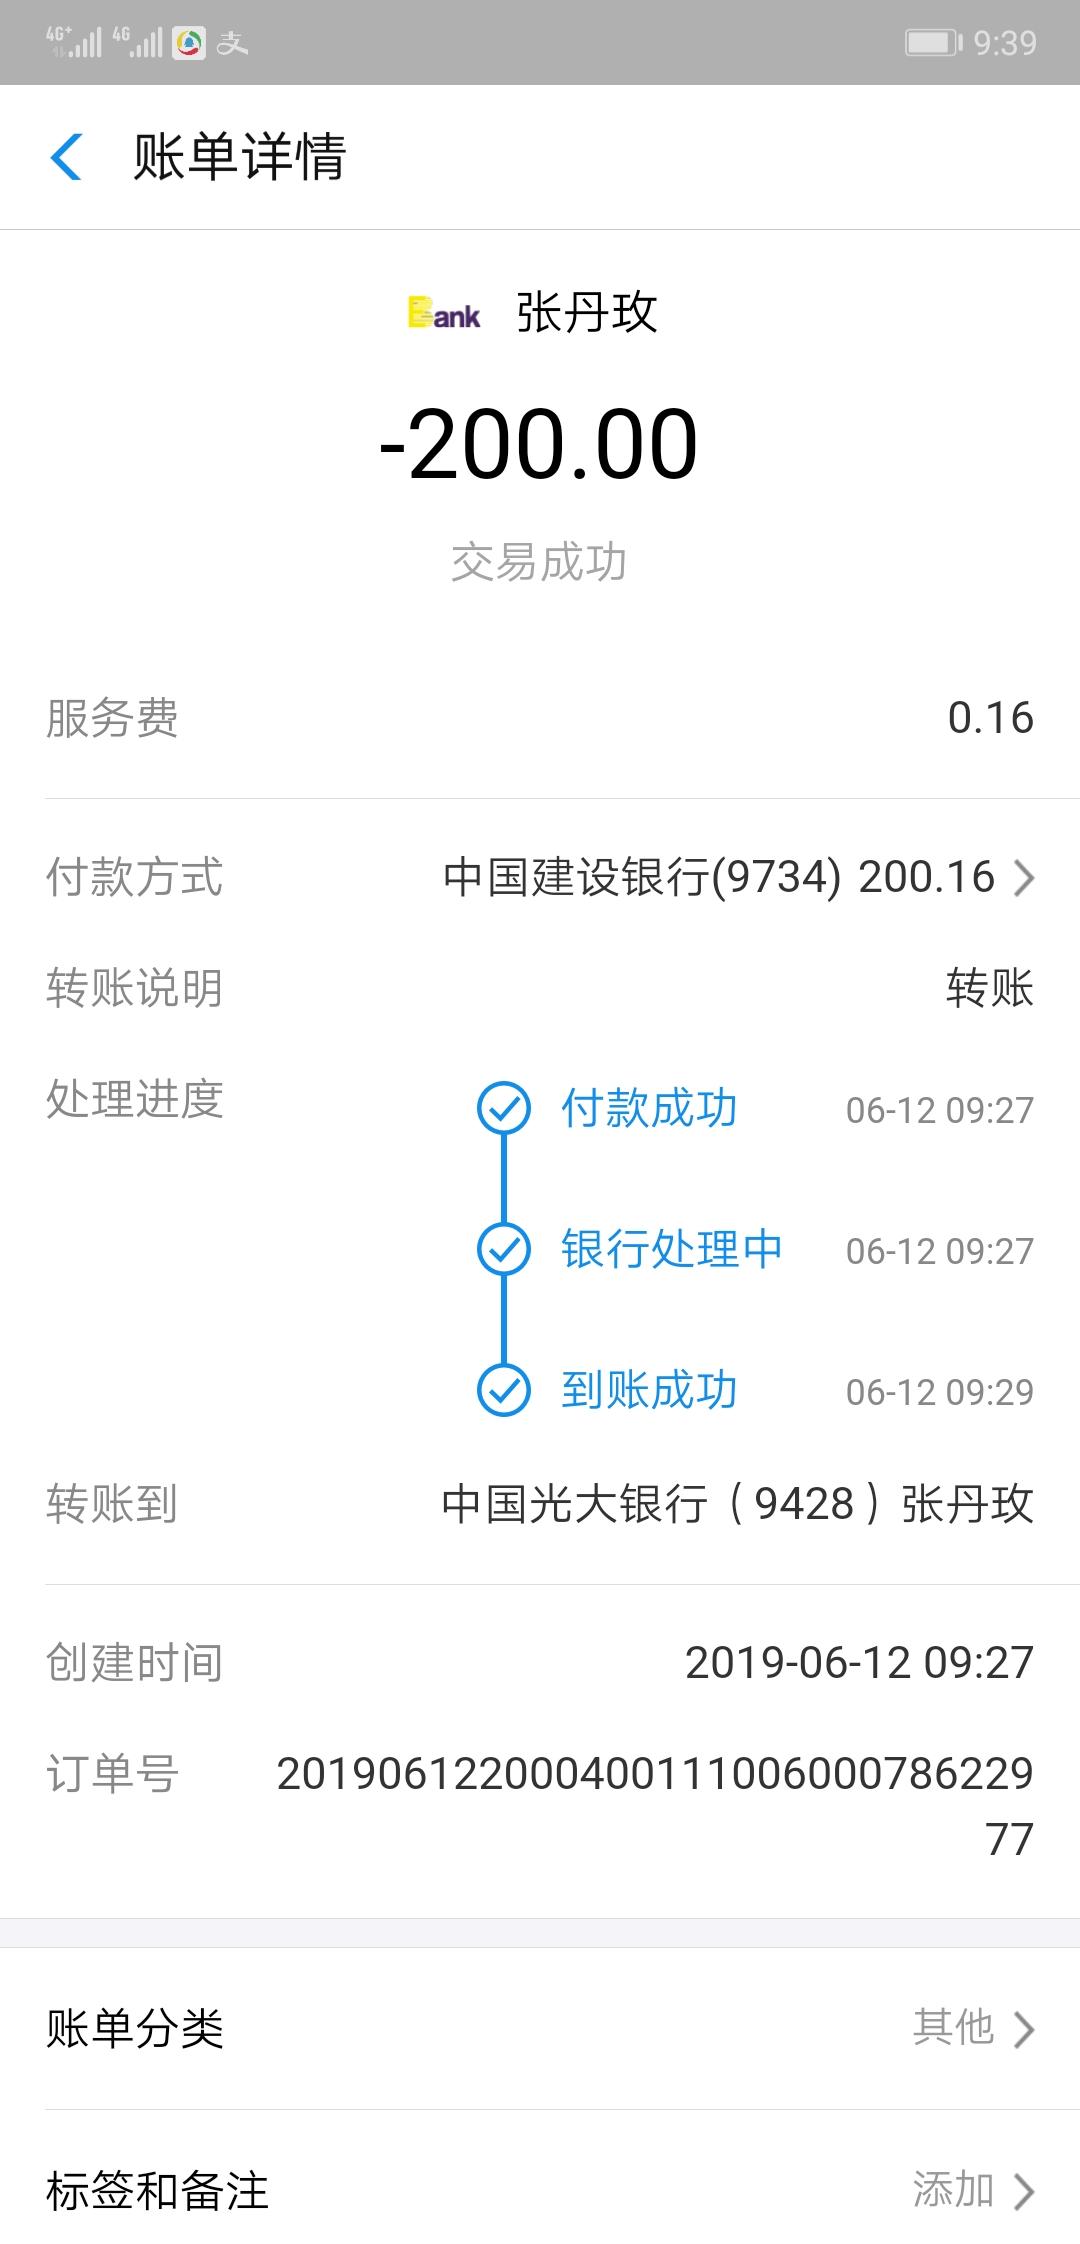 4G+ 4G 支 9:39
账单详情
Bank 张丹玫
-200.00
交易成功
服务费 0.16
付款方式 中国建设银行(9734) 200.16
转账说明 转账
处理进度 付款成功 06-12 09:27
银行处理中 06-12 09:27
到账成功 06-12 09:29
转账到 中国光大银行（9428）张丹玫
创建时间 2019-06-12 09:27
订单号 201906122000400111006000786229
77
账单分类 其他
标签和备注 添加